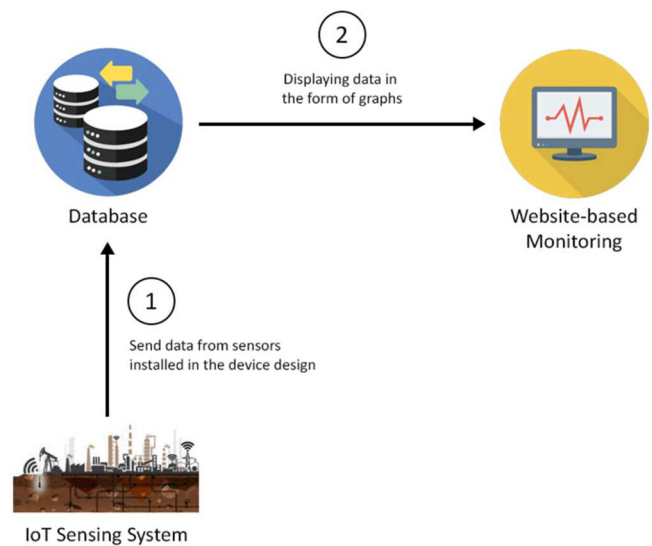 2
Displaying data in
the form of graphs
Database
Website-based
Monitoring
1
Send data from sensors
installed in the device design
IoT Sensing System